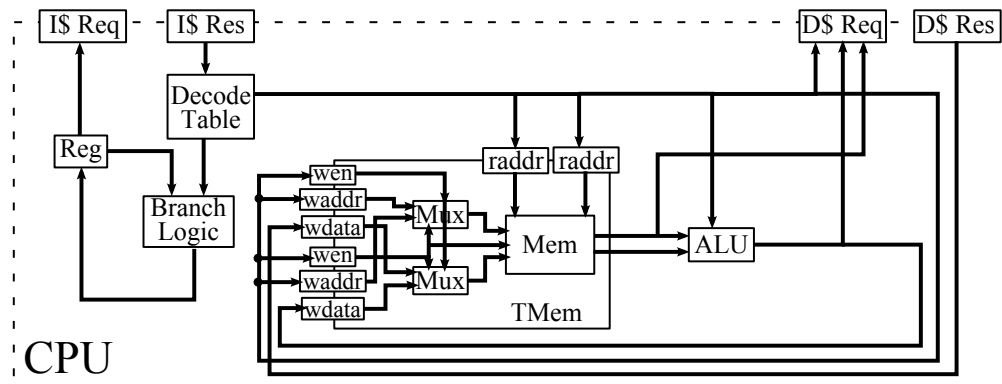 I$ Req
I$ Res
D$ Req
D$ Res
Decode
Table
Reg
raddr
raddr
wen
waddr
wdata
wen
waddr
wdata
Branch
Logic
Mux
Mux
Mem
ALU
TMem
CPU